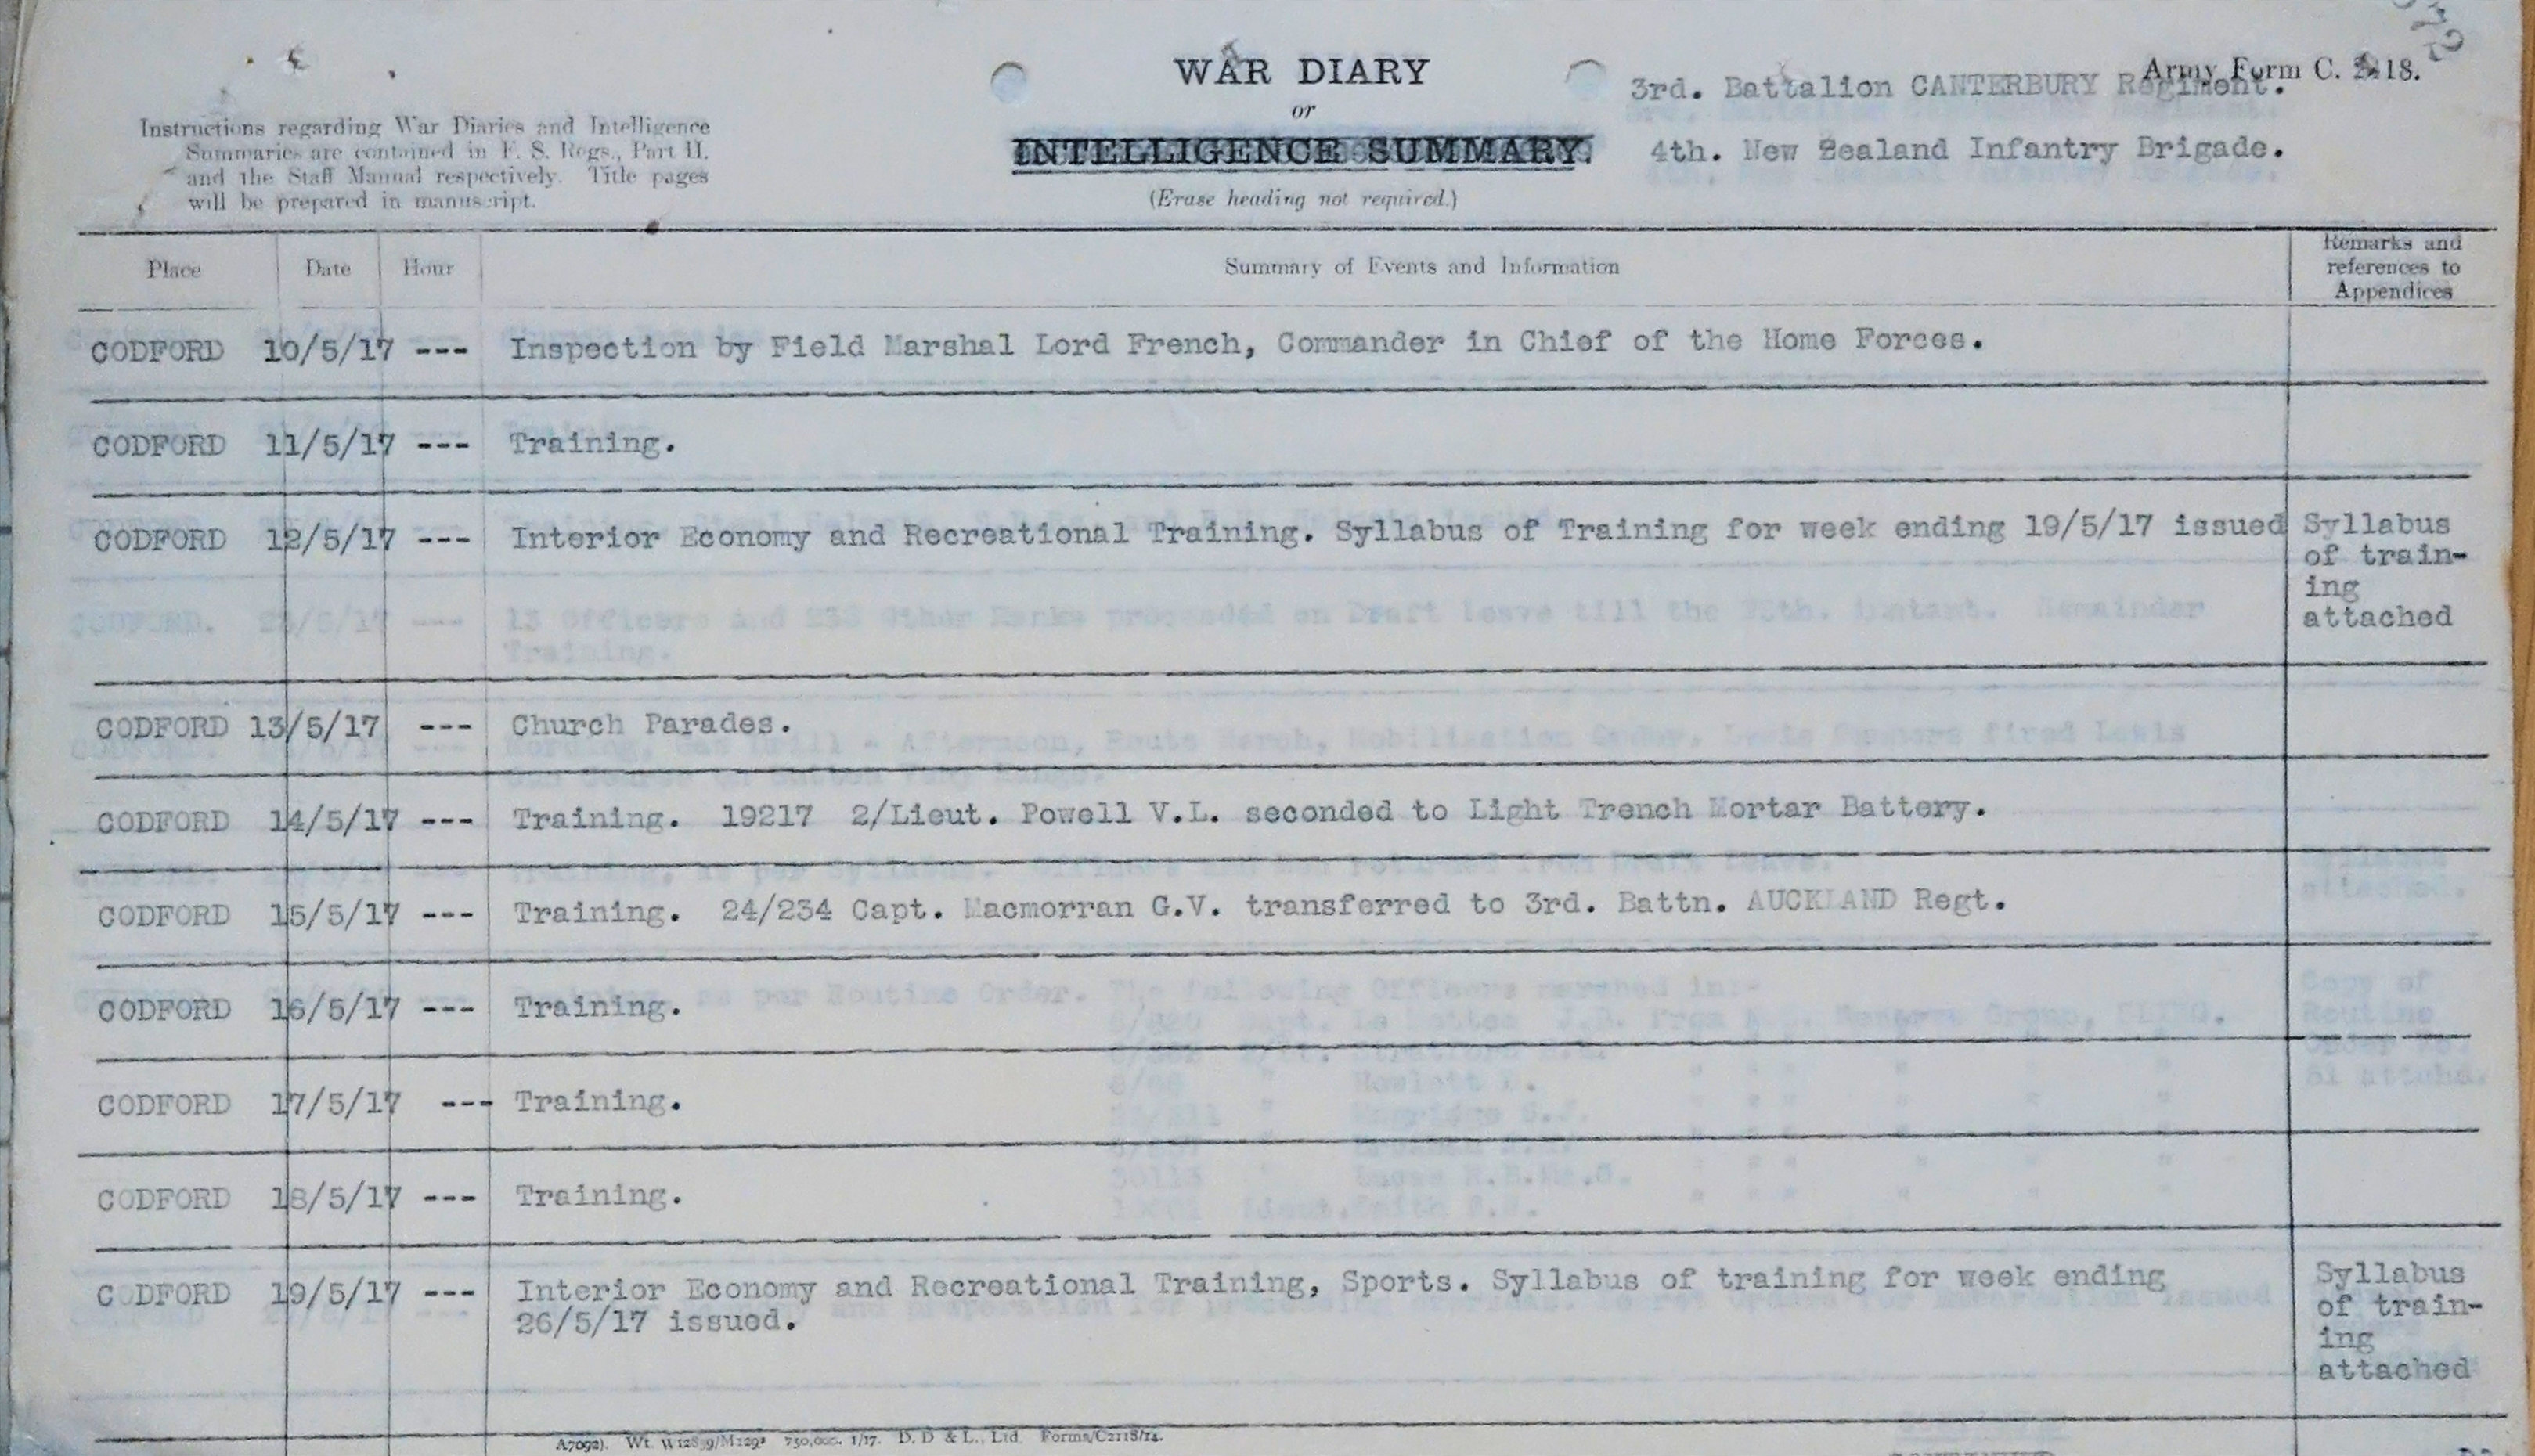 WAR DIARY
or
INTELLIGENCE SUMMARY.
(Erase heading not required.)
Army Form C. 2118.
3rd. Battalion CANTERBURY Regiment.
4th. New Zealand Infantry Brigade.
Instructions regarding War Diaries and Intelligence
Summaries are contained in F. S. Regs., Part II.
and the Staff Manual respectively. Title pages
will be prepared in manuscript.
Place Date Hour Summary of Events and Information Remarks and
references to
Appendices
CODFORD 10/5/17 --- Inspection by Field Marshal Lord French, Commander in Chief of the Home Forces.
CODFORD 11/5/17 --- Training.
CODFORD 12/5/17 --- Interior Economy and Recreational Training. Syllabus of Training for week ending 19/5/17 issued Syllabus
of train-
ing
attached
CODFORD 13/5/17 --- Church Parades.
CODFORD 14/5/17 --- Training. 19217 2/Lieut. Powell V.L. seconded to Light Trench Mortar Battery.
CODFORD 15/5/17 --- Training. 24/234 Capt. Macmorran G.V. transferred to 3rd. Battn. AUCKLAND Regt.
CODFORD 16/5/17 --- Training.
CODFORD 17/5/17 --- Training.
CODFORD 18/5/17 --- Training.
CODFORD 19/5/17 --- Interior Economy and Recreational Training, Sports. Syllabus of training for week ending
26/5/17 issued.
Syllabus
of train-
ing
attached
D. D & L., Ltd. Forms/C2118/14.